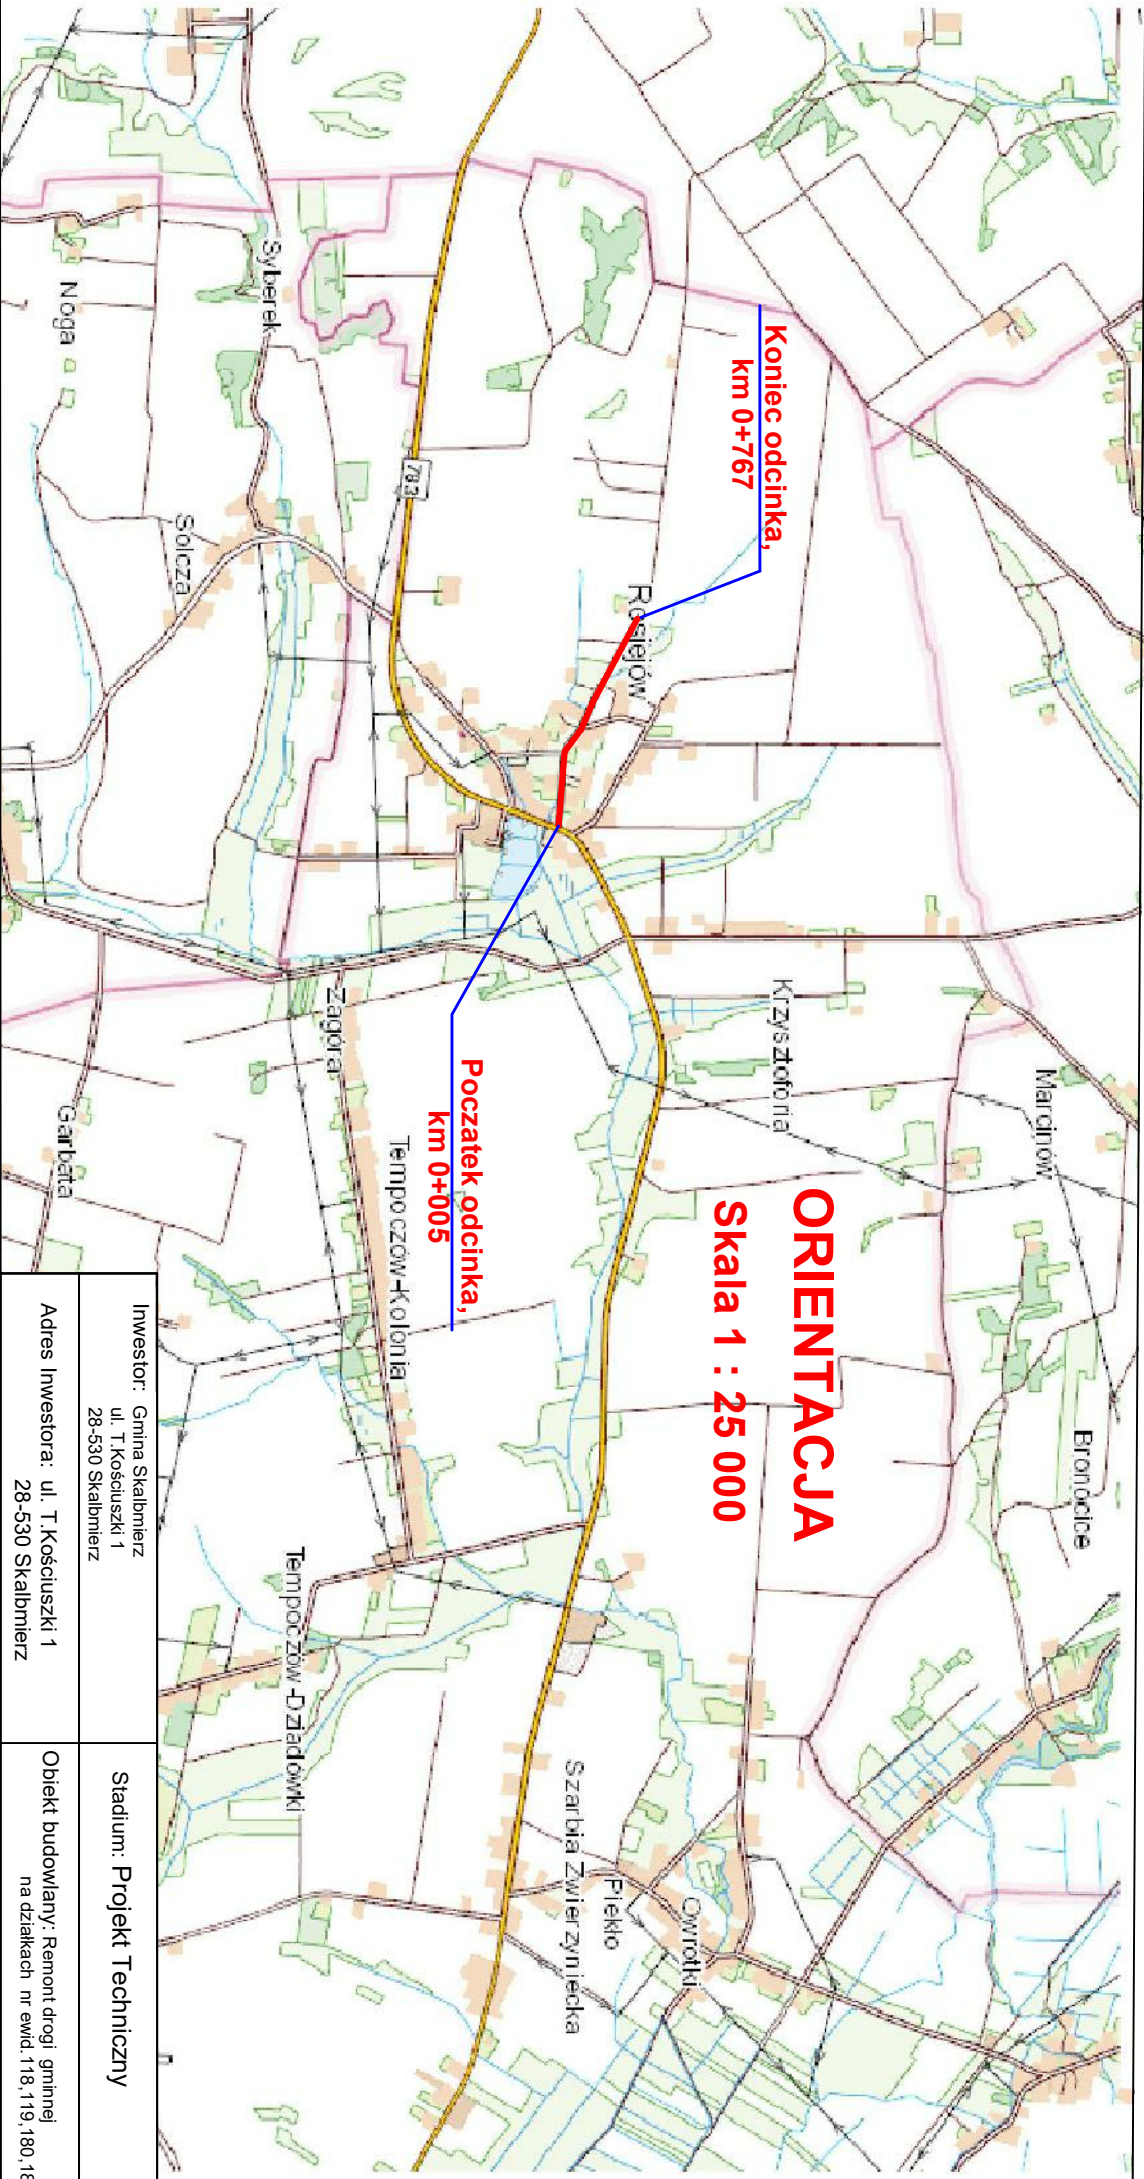 ORIENTACJA
Skala 1 : 25 000
Koniec odcinka,
km 0+767
Poczatek odcinka,
km 0+005
Rosiejów
783
Sylberek
Noga
Solcza
Zagóra
Garbata
Krzysztoforia
Marcinów
Bronocice
Tempoczów-Kolonia
Tempoczów-Dziadówki
Szarbia Zwierzyniecka
Piekło
Owrotki
Inwestor: Gmina Skalbmierz
ul. T.Kościuszki 1
28-530 Skalbmierz
Adres Inwestora: ul. T.Kościuszki 1
28-530 Skalbmierz
Stadium: Projekt Techniczny
Obiekt budowlany: Remont drogi gminnej
na działkach nr ewid.118,119,180,18